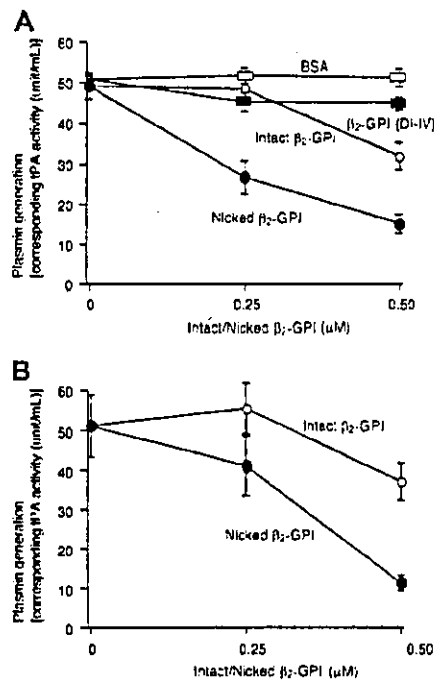 A
Plasmin generation
[corresponding tPA activity (unit/mL)]
60
50
40
30
20
10
0
BSA
β2-GPI (DI-IV)
Intact β2-GPI
Nicked β2-GPI
0
0.25
0.50
Intact/Nicked β2-GPI (μM)
B
Plasmin generation
[corresponding tPA activity (unit/mL)]
60
50
40
30
20
10
0
Intact β2-GPI
Nicked β2-GPI
0
0.25
0.50
Intact/Nicked β2-GPI (μM)